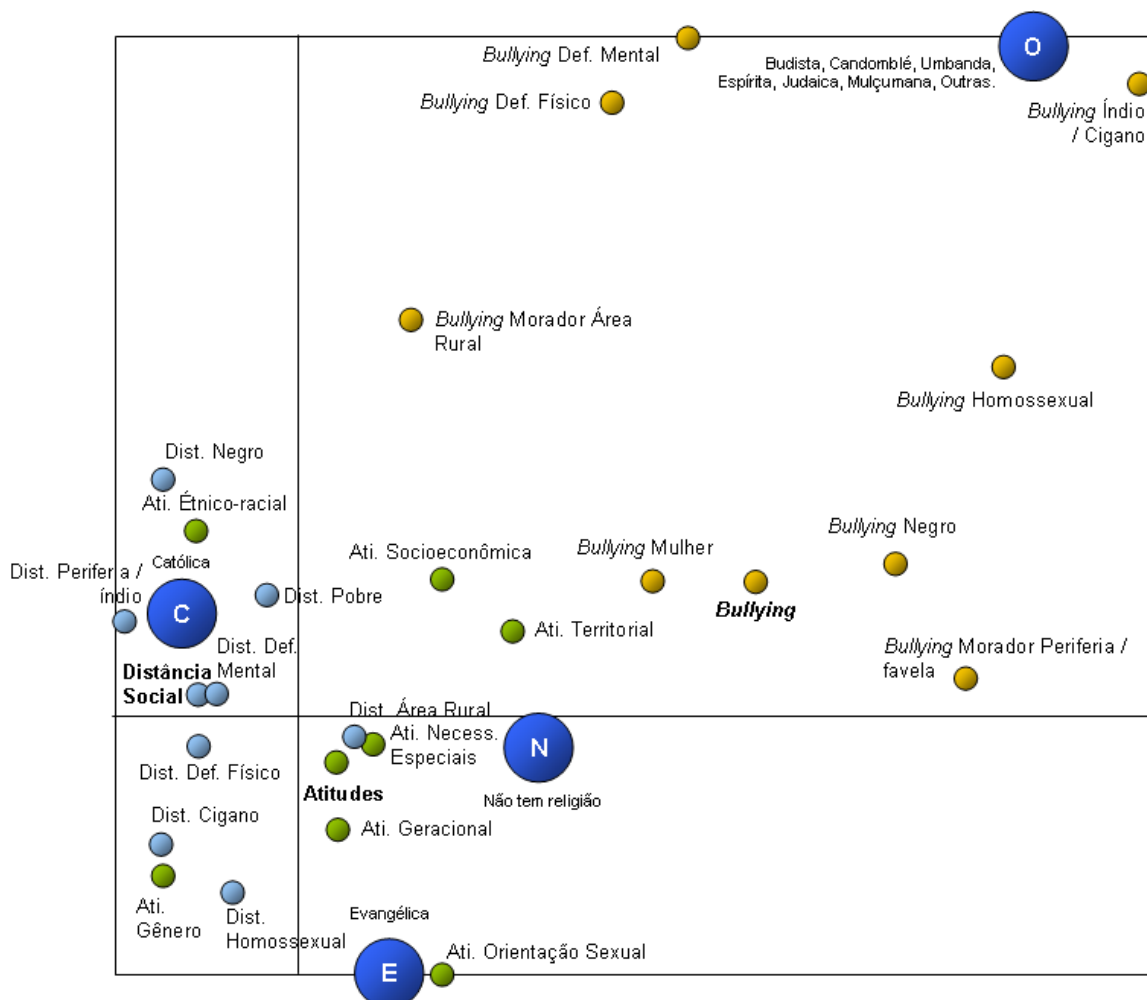 Bullying Def. Mental
O
Budista, Candomblé, Umbanda,
Espírita, Judaica, Mulçumana, Outras.
Bullying Def. Físico
Bullying Índio
/ Cigano
Bullying Morador Área
Rural
Bullying Homossexual
Dist. Negro
Ati. Étnico-racial
Bullying Negro
Ati. Socioeconômica
Bullying Mulher
Católica
Dist. Periferia /
índio
C
Dist. Pobre
Bullying
Ati. Territorial
Bullying Morador Periferia /
favela
Dist. Def.
Mental
Distância
Social
Dist. Área Rural
Ati. Necess.
Especiais
N
Não tem religião
Dist. Def. Físico
Atitudes
Dist. Cigano
Ati. Geracional
Ati.
Gênero
Dist.
Homossexual
Evangélica
E
Ati. Orientação Sexual